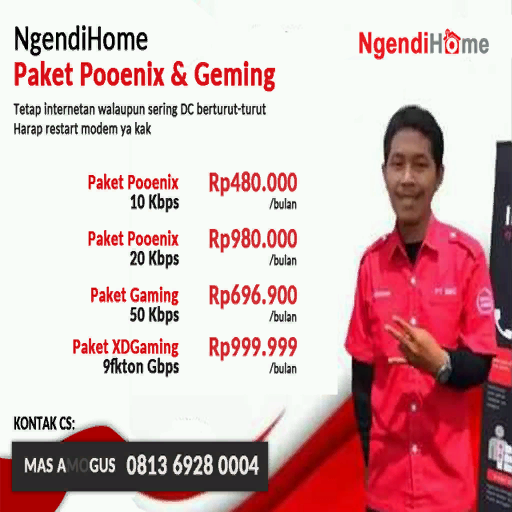 NgendiHome
NgendiHome
Paket Pooenix & Geming
Tetap internetan walaupun sering DC berturut-turut
Harap restart modem ya kak
Paket Pooenix Rp480.000
10 Kbps /bulan
Paket Pooenix Rp980.000
20 Kbps /bulan
Paket Gaming Rp696.900
50 Kbps /bulan
Paket XDGaming Rp999.999
9fkton Gbps /bulan
KONTAK CS:
MAS AMOGUS 0813 6928 0004